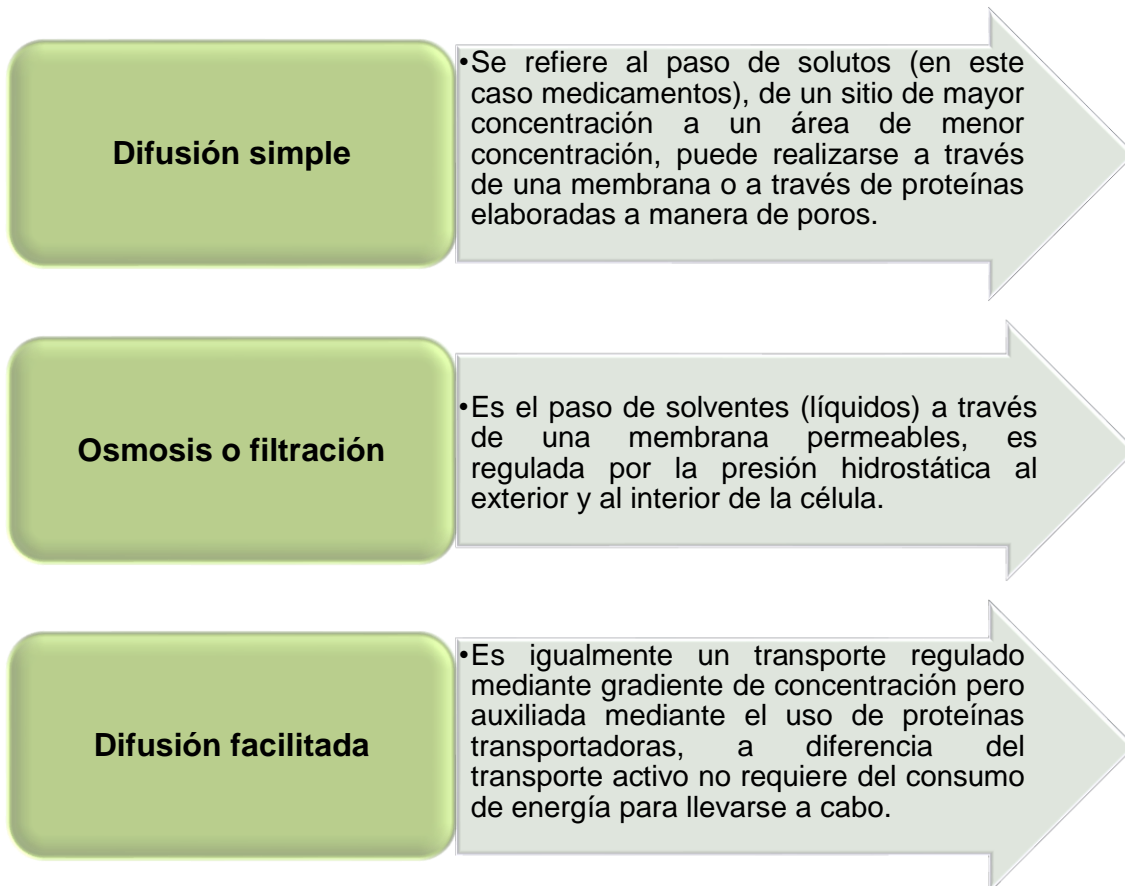 Difusión simple
•Se refiere al paso de solutos (en este
caso medicamentos), de un sitio de mayor
concentración a un área de menor
concentración, puede realizarse a través
de una membrana o a través de proteínas
elaboradas a manera de poros.
Osmosis o filtración
•Es el paso de solventes (líquidos) a través
de una membrana permeables, es
regulada por la presión hidrostática al
exterior y al interior de la célula.
Difusión facilitada
•Es igualmente un transporte regulado
mediante gradiente de concentración pero
auxiliada mediante el uso de proteínas
transportadoras, a diferencia del
transporte activo no requiere del consumo
de energía para llevarse a cabo.